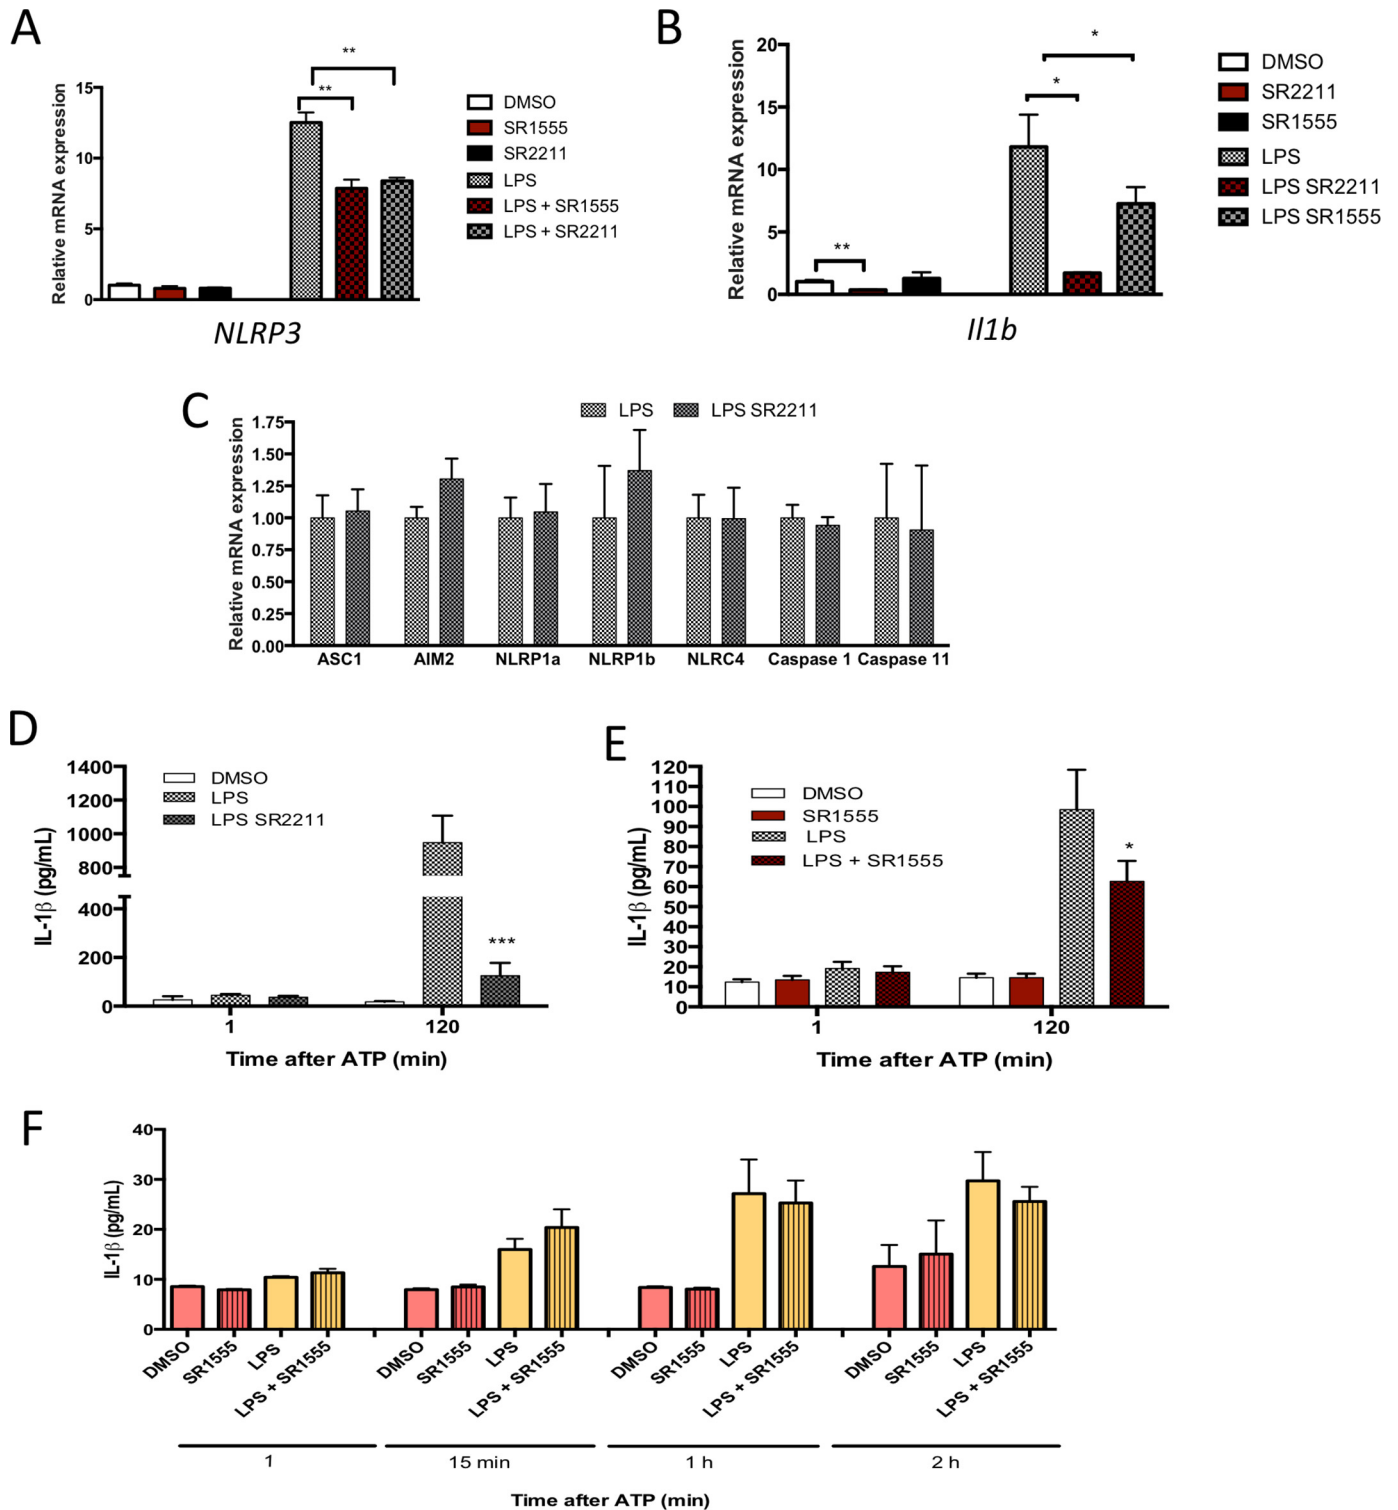 A
**
**
15
10
5
0
Relative mRNA expression
DMSO
SR1555
SR2211
LPS
LPS + SR1555
LPS + SR2211
NLRP3
B
*
*
**
20
15
10
5
0
Relative mRNA expression
DMSO
SR2211
SR1555
LPS
LPS SR2211
LPS SR1555
Il1b
C
LPS
LPS SR2211
1.75
1.50
1.25
1.00
0.75
0.50
0.25
0.00
Relative mRNA expression
ASC1
AIM2
NLRP1a
NLRP1b
NLRC4
Caspase 1
Caspase 11
D
1400
1200
1000
800
400
200
0
IL-1β (pg/mL)
DMSO
LPS
LPS SR2211
***
1
120
Time after ATP (min)
E
120
110
100
90
80
70
60
50
40
30
20
10
0
IL-1β (pg/mL)
DMSO
SR1555
LPS
LPS + SR1555
*
1
120
Time after ATP (min)
F
40
30
20
10
0
IL-1β (pg/mL)
DMSO
SR1555
LPS
LPS + SR1555
DMSO
SR1555
LPS
LPS + SR1555
DMSO
SR1555
LPS
LPS + SR1555
DMSO
SR1555
LPS
LPS + SR1555
1
15 min
1 h
2 h
Time after ATP (min)